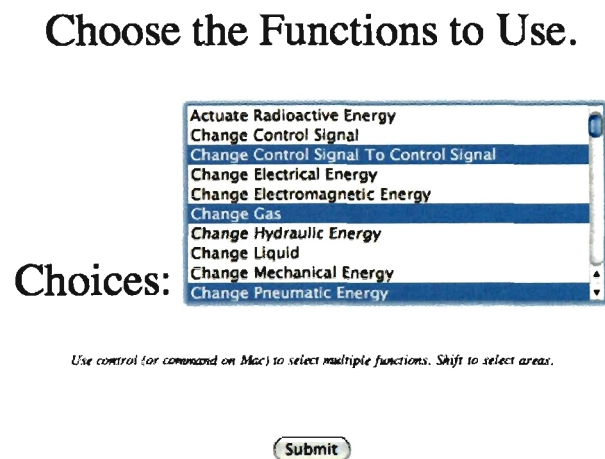 Choose the Functions to Use.
Actuate Radioactive Energy
Change Control Signal
Change Control Signal To Control Signal
Change Electrical Energy
Change Electromagnetic Energy
Change Gas
Change Hydraulic Energy
Change Liquid
Change Mechanical Energy
Choices:
Change Pneumatic Energy
Use control (or command on Mac) to select multiple functions. Shift to select areas.
Submit